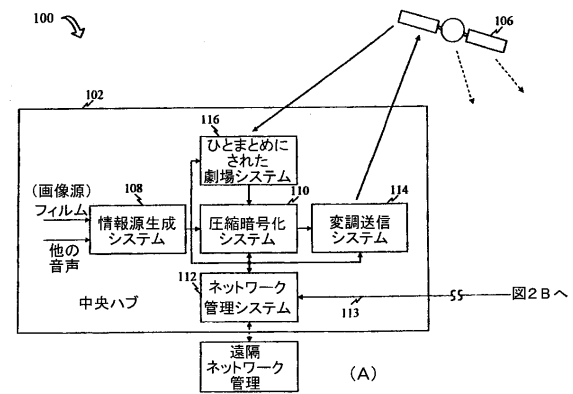 100
106
102
116
ひとまとめに
された
劇場システム
(画像源)
フィルム
108
情報源生成
システム
他の
音声
110
圧縮暗号化
システム
114
変調送信
システム
112
ネットワーク
管理システム
中央ハブ
113
図2Bへ
遠隔
ネットワーク
管理
(A)